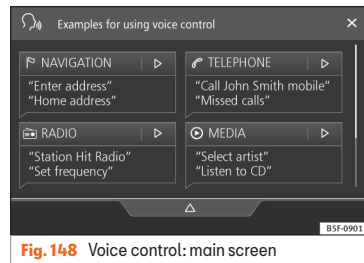 Examples for using voice control
NAVIGATION
TELEPHONE
“Enter address”
“Home address”
“Call John Smith mobile”
“Missed calls”
RADIO
MEDIA
“Station Hit Radio”
“Set frequency”
“Select artist”
“Listen to CD”
B5F-0901
Fig. 148 Voice control: main screen